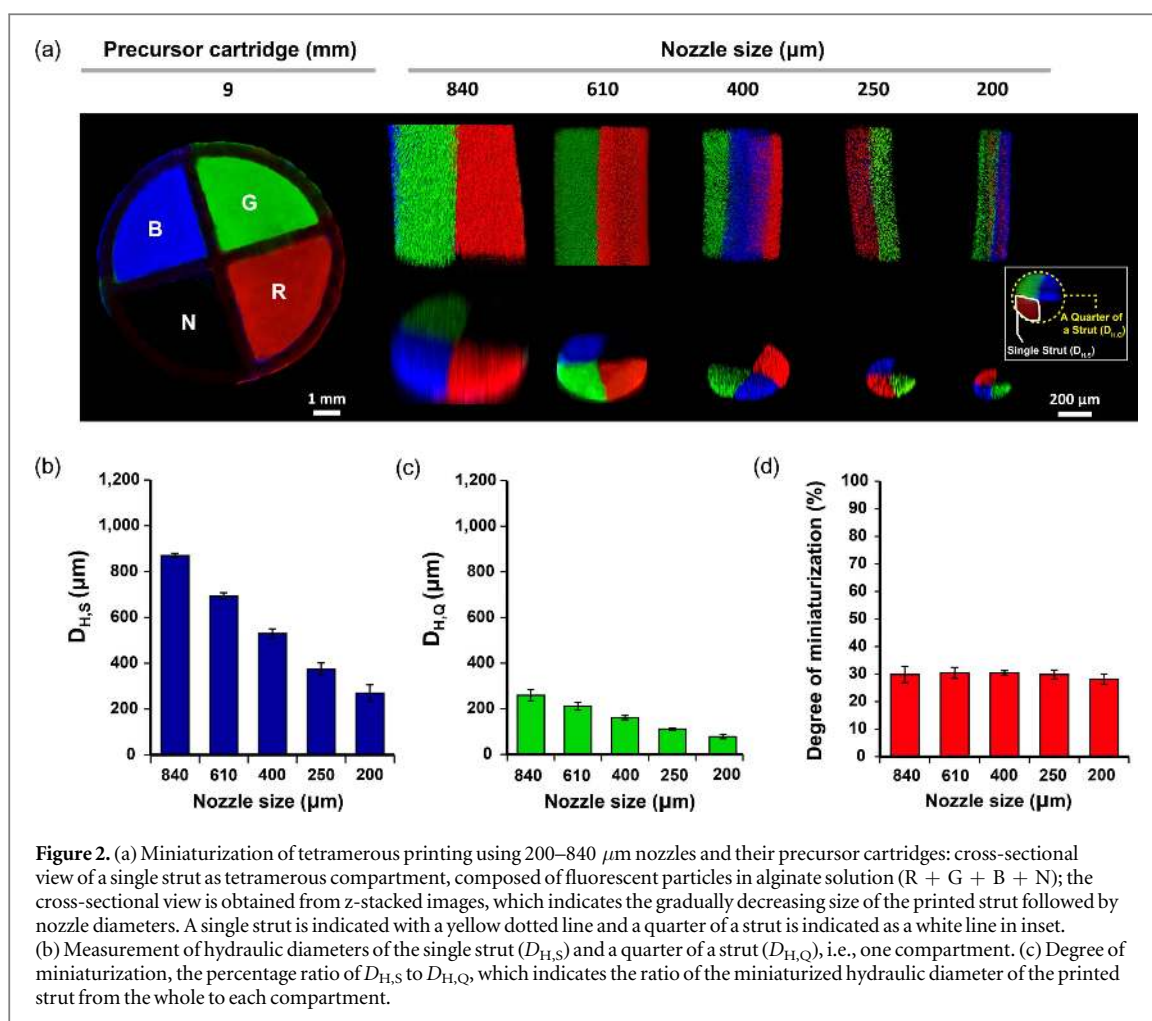 (a)
Precursor cartridge (mm)
Nozzle size (µm)
9
840
610
400
250
200
B
G
N
R
1 mm
A Quarter of
a Strut (D_H,Q)
Single Strut (D_H,S)
200 µm
(b)
1,200
1,000
800
600
400
200
0
D_H,S (µm)
840
610
400
250
200
Nozzle size (µm)
(c)
1,200
1,000
800
600
400
200
0
D_H,Q (µm)
840
610
400
250
200
Nozzle size (µm)
(d)
100
90
80
70
60
50
40
30
20
10
0
Degree of miniaturization (%)
840
610
400
250
200
Nozzle size (µm)
Figure 2. (a) Miniaturization of tetramerous printing using 200–840 µm nozzles and their precursor cartridges: cross-sectional
view of a single strut as tetramerous compartment, composed of fluorescent particles in alginate solution (R + G + B + N); the
cross-sectional view is obtained from z-stacked images, which indicates the gradually decreasing size of the printed strut followed by
nozzle diameters. A single strut is indicated with a yellow dotted line and a quarter of a strut is indicated as a white line in inset.
(b) Measurement of hydraulic diameters of the single strut (D_H,S) and a quarter of a strut (D_H,Q), i.e., one compartment. (c) Degree of
miniaturization, the percentage ratio of D_H,S to D_H,Q, which indicates the ratio of the miniaturized hydraulic diameter of the printed
strut from the whole to each compartment.